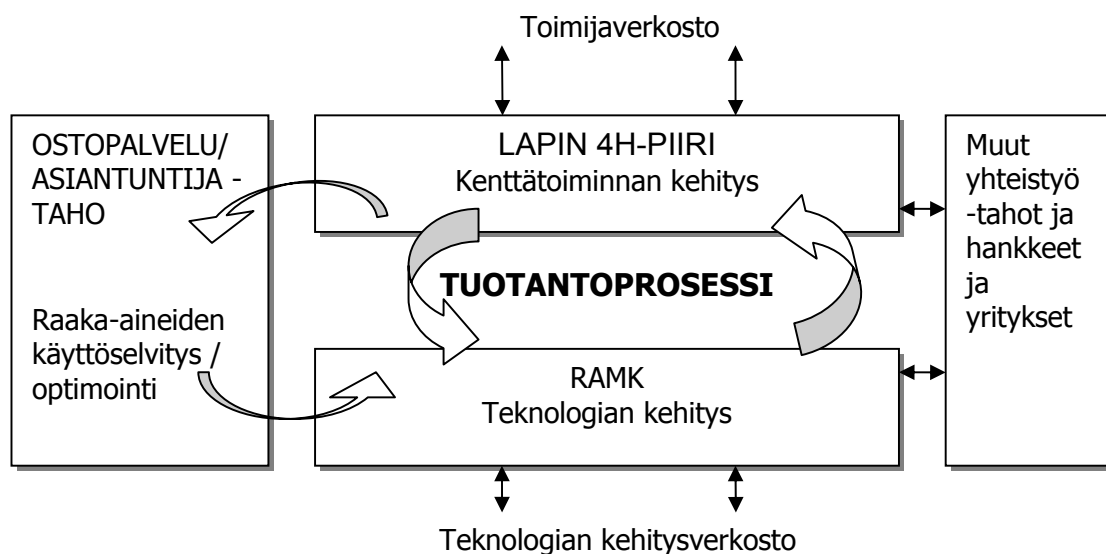 Toimijaverkosto
OSTOPALVELU/
ASIANTUNTIJA -
TAHO
Raaka-aineiden
käyttöselvitys /
optimointi
LAPIN 4H-PIIRI
Kenttätoiminnan kehitys
TUOTANTOPROSESSI
RAMK
Teknologian kehitys
Muut
yhteistyö
-tahot ja
hankkeet
ja
yritykset
Teknologian kehitysverkosto